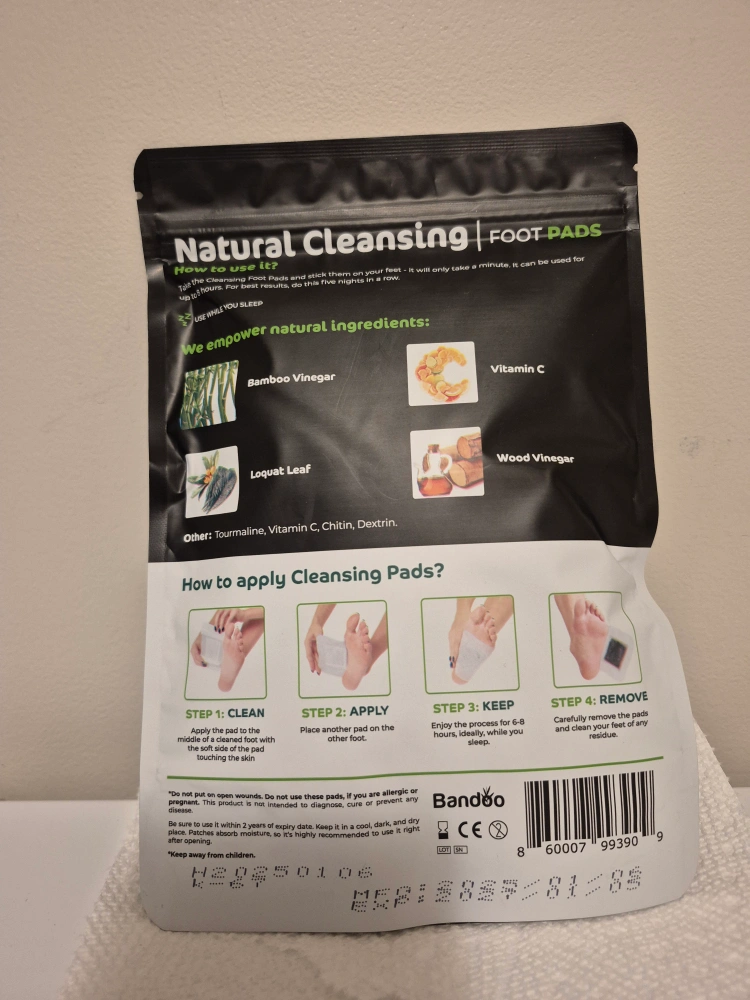 Natural Cleansing | FOOT PADS
How to use it?
Take the Cleansing Foot Pads and stick them on your feet - it will only take a minute. It can be used for
up to 8 hours. For best results, do this five nights in a row.
USE WHILE YOU SLEEP
We empower natural ingredients:
Bamboo Vinegar
Vitamin C
Loquat Leaf
Wood Vinegar
Other: Tourmaline, Vitamin C, Chitin, Dextrin.
How to apply Cleansing Pads?
STEP 1: CLEAN
Apply the pad to the
middle of a cleaned foot with
the soft side of the pad
touching the skin
STEP 2: APPLY
Place another pad on the
other foot.
STEP 3: KEEP
Enjoy the process for 6-8
hours, ideally, while you
sleep.
STEP 4: REMOVE
Carefully remove the pads
and clean your feet of any
residue.
*Do not put on open wounds. Do not use these pads, if you are allergic or
pregnant. This product is not intended to diagnose, cure or prevent any
disease.
Be sure to use it within 2 years of expiry date. Keep it in a cool, dark, and dry
place. Patches absorb moisture, so it's highly recommended to use it right
after opening.
*Keep away from children.
Bandoo
CE
2
LOT SN
8 60007 99390 9